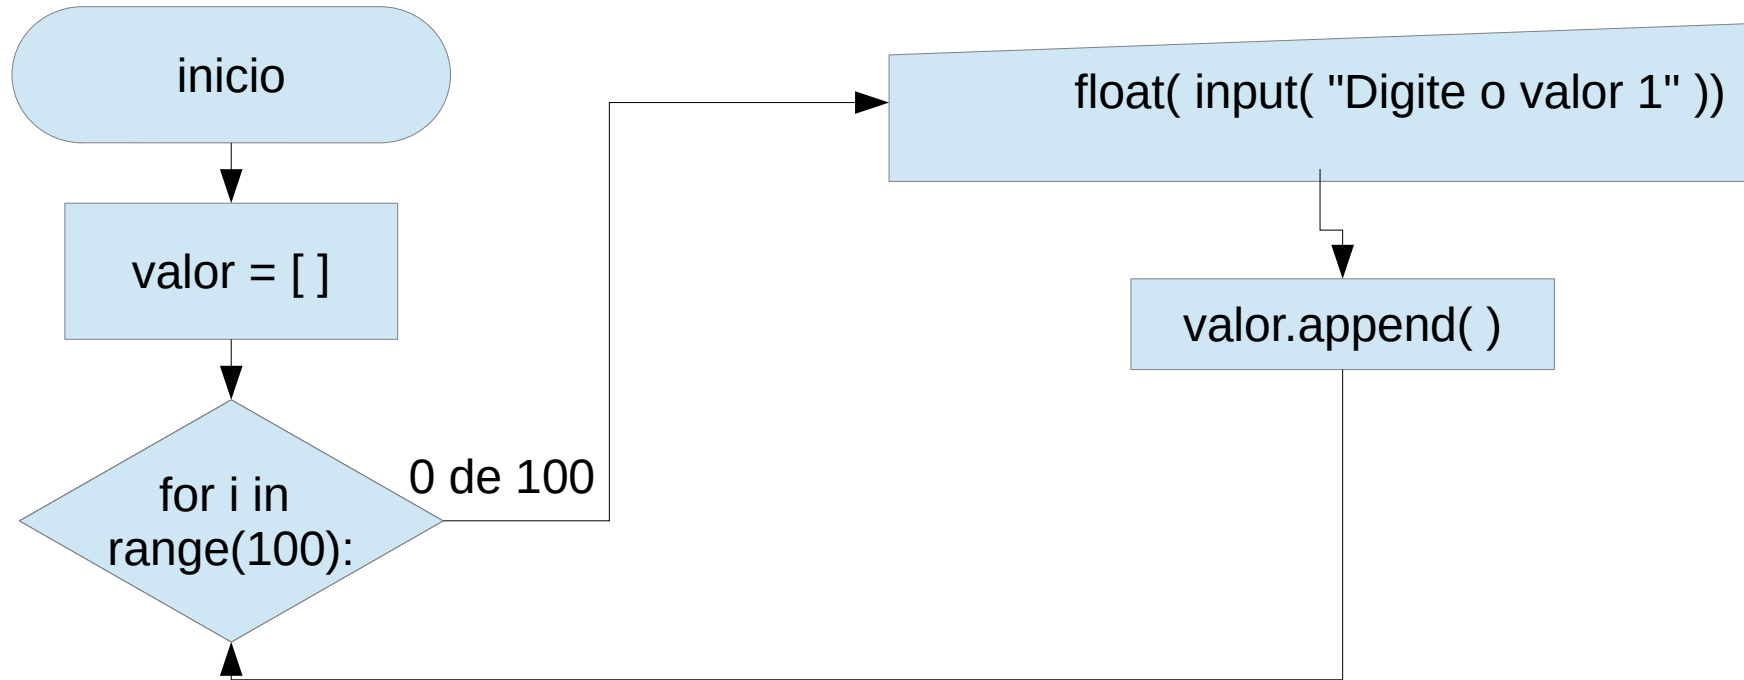 inicio
valor = [ ]
for i in
range(100):
0 de 100
float( input( "Digite o valor 1" ))
valor.append( )